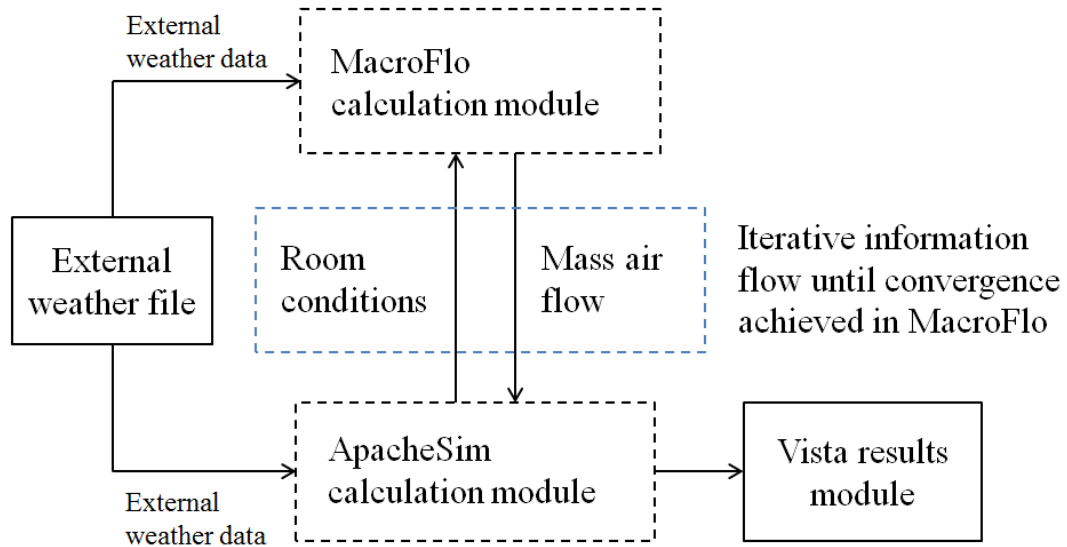 External
weather data
MacroFlo
calculation module
External
weather file
Room
conditions
Mass air
flow
Iterative information
flow until convergence
achieved in MacroFlo
ApacheSim
calculation module
Vista results
module
External
weather data